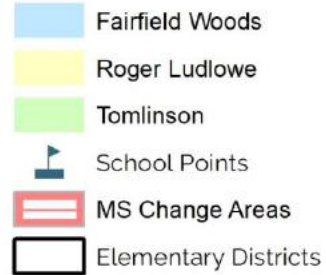 Fairfield Woods
Roger Ludlowe
Tomlinson
School Points
MS Change Areas
Elementary Districts